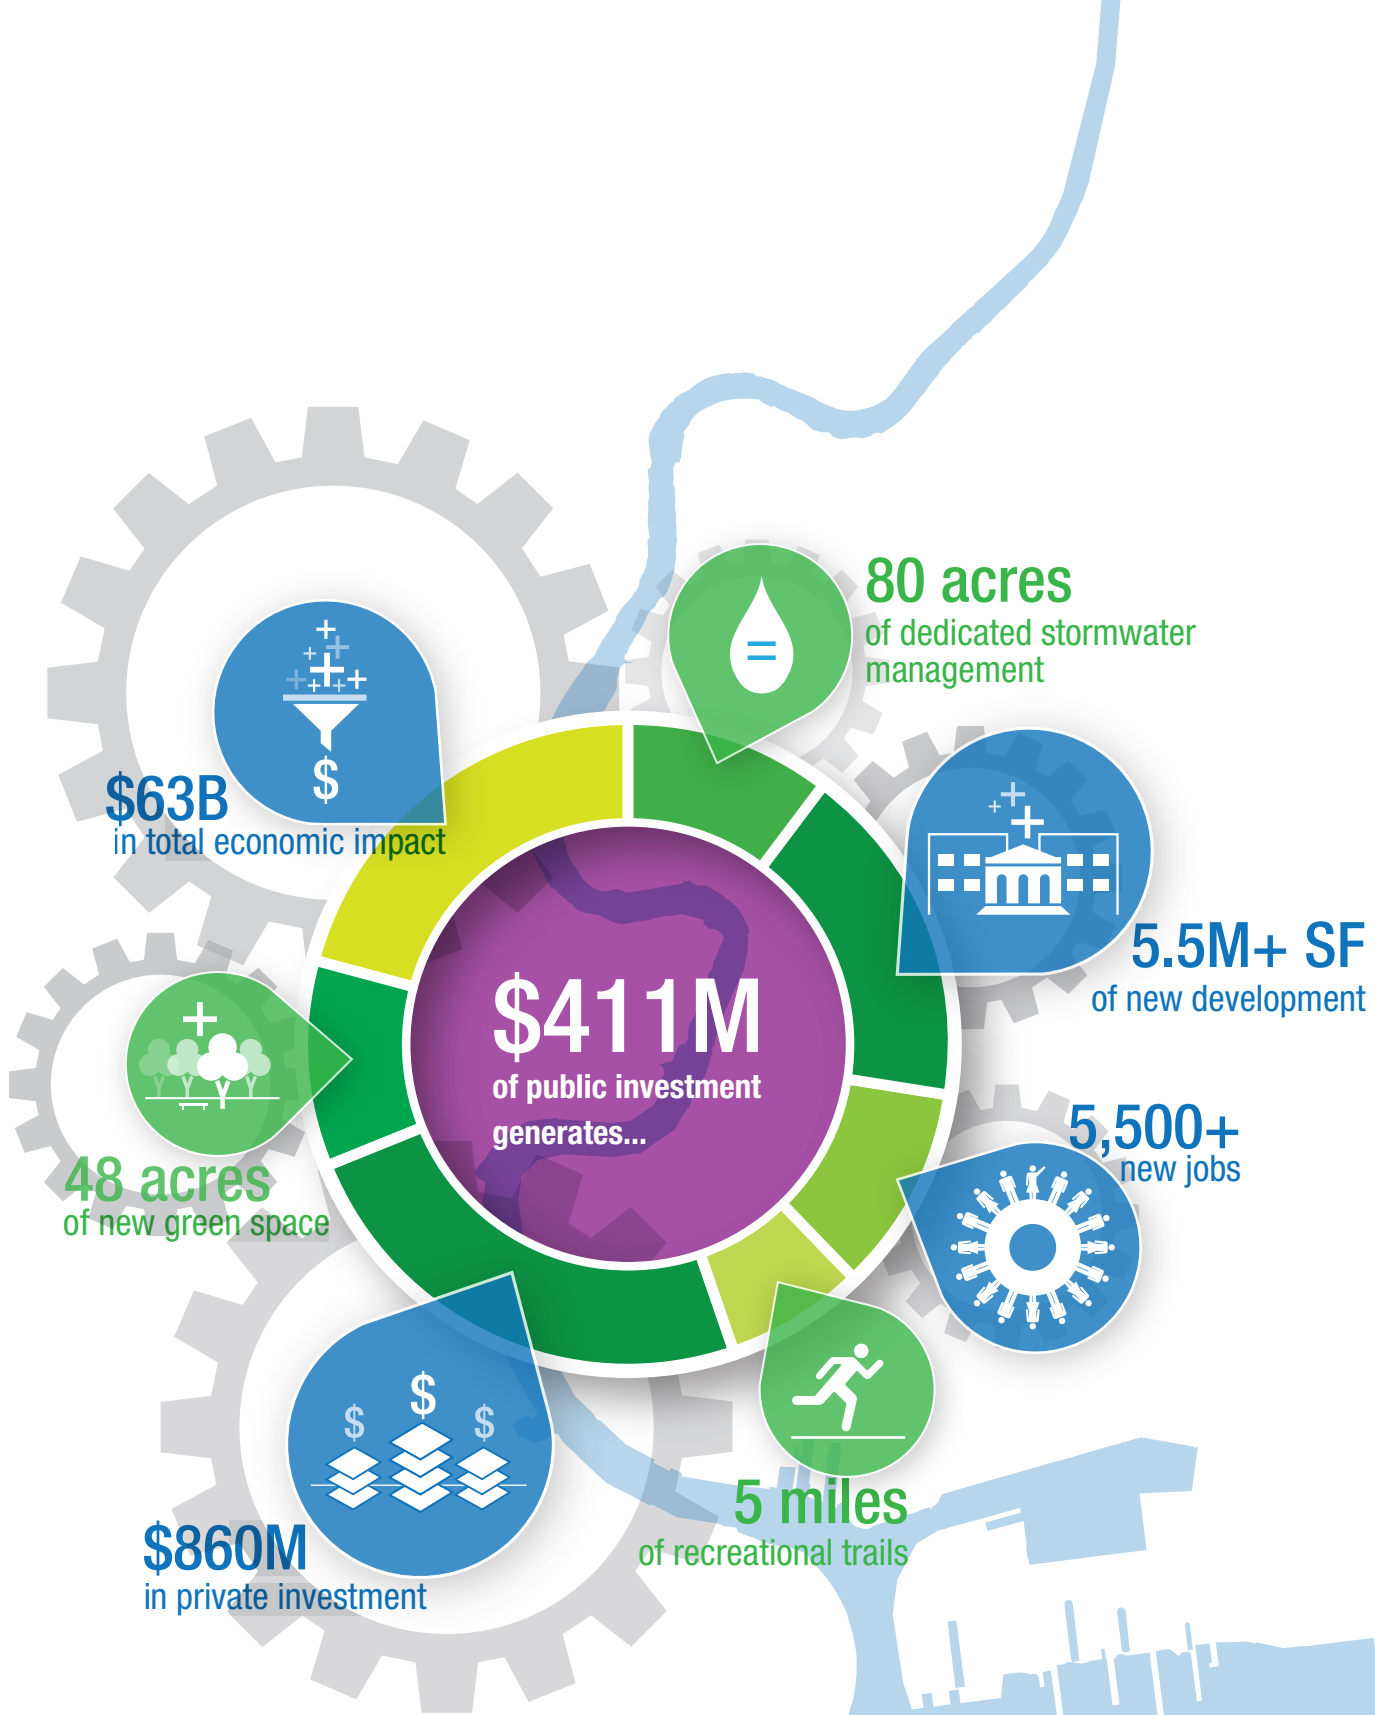 80 acres
of dedicated stormwater
management
$63B
in total economic impact
5.5M+ SF
of new development
$411M
of public investment
generates...
5,500+
new jobs
48 acres
of new green space
5 miles
of recreational trails
$860M
in private investment
$
$
$
$